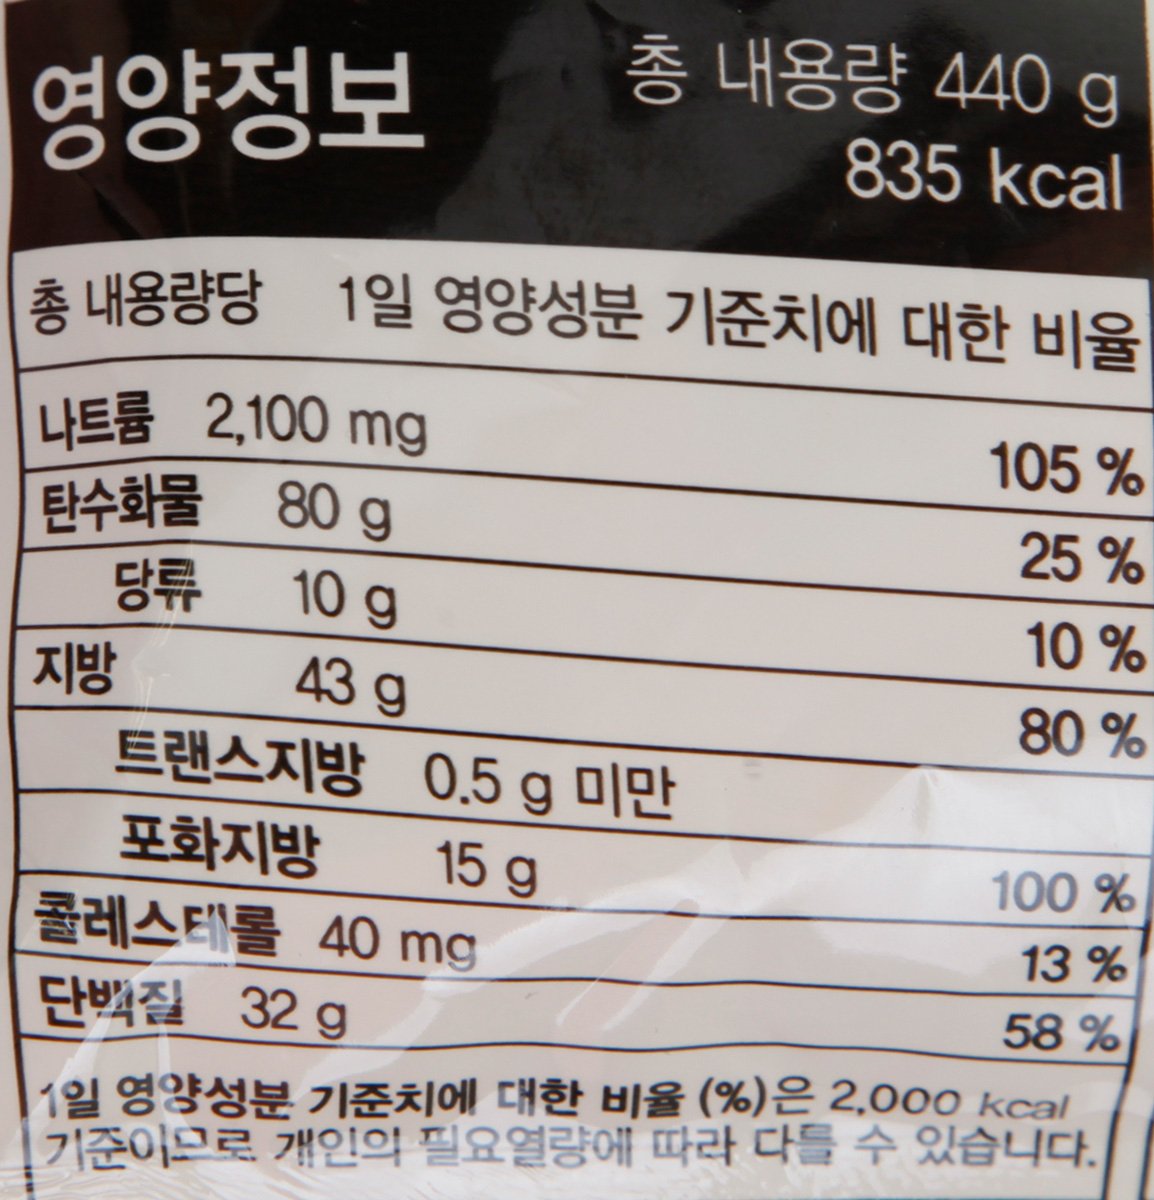 영양정보
총 내용량 440 g
835 kcal
총 내용량당 1일 영양성분 기준치에 대한 비율
나트륨 2,100 mg 105 %
탄수화물 80 g 25 %
당류 10 g 10 %
지방 43 g 80 %
트랜스지방 0.5 g 미만
포화지방 15 g 100 %
콜레스테롤 40 mg 13 %
단백질 32 g 58 %
1일 영양성분 기준치에 대한 비율 (%)은 2,000 kcal
기준이므로 개인의 필요열량에 따라 다를 수 있습니다.